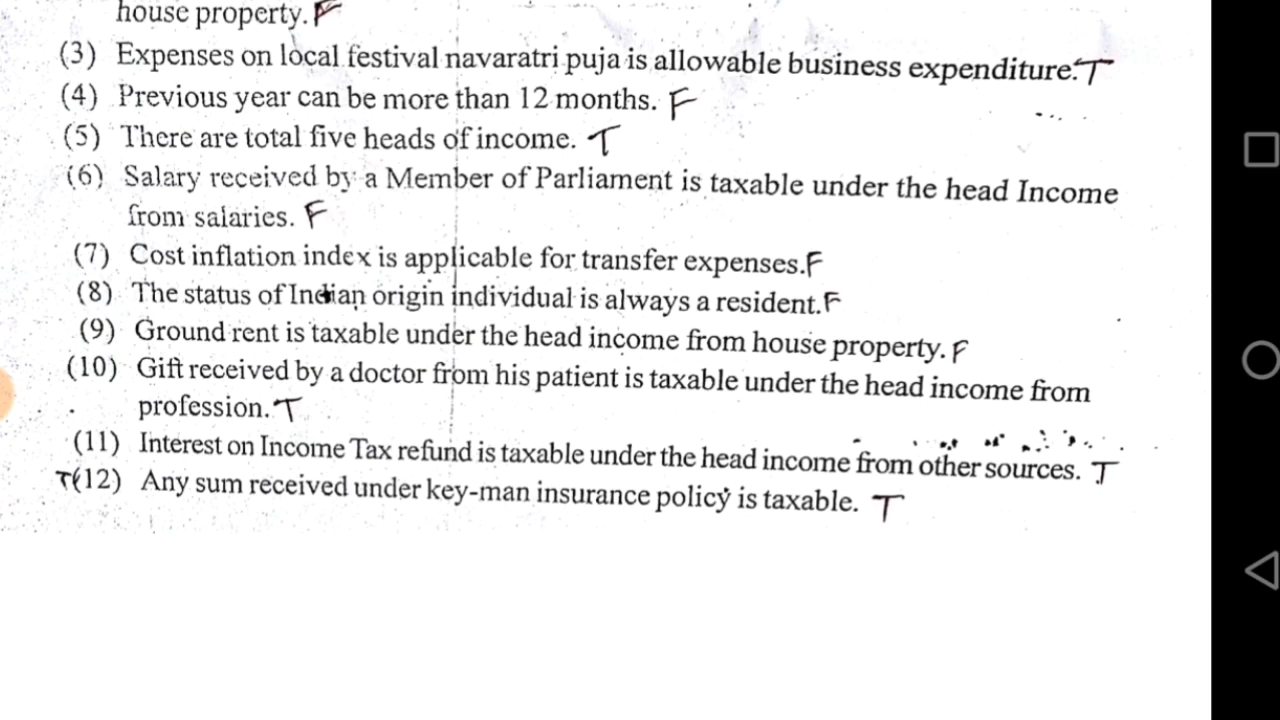 house property. F
(3) Expenses on local festival navaratri puja is allowable business expenditure. T
(4) Previous year can be more than 12 months. F
(5) There are total five heads of income. T
(6) Salary received by a Member of Parliament is taxable under the head Income
from salaries. F
(7) Cost inflation index is applicable for transfer expenses. F
(8) The status of Indian origin individual is always a resident. F
(9) Ground rent is taxable under the head income from house property. F
(10) Gift received by a doctor from his patient is taxable under the head income from
profession. T
(11) Interest on Income Tax refund is taxable under the head income from other sources. T
T(12) Any sum received under key-man insurance policy is taxable. T